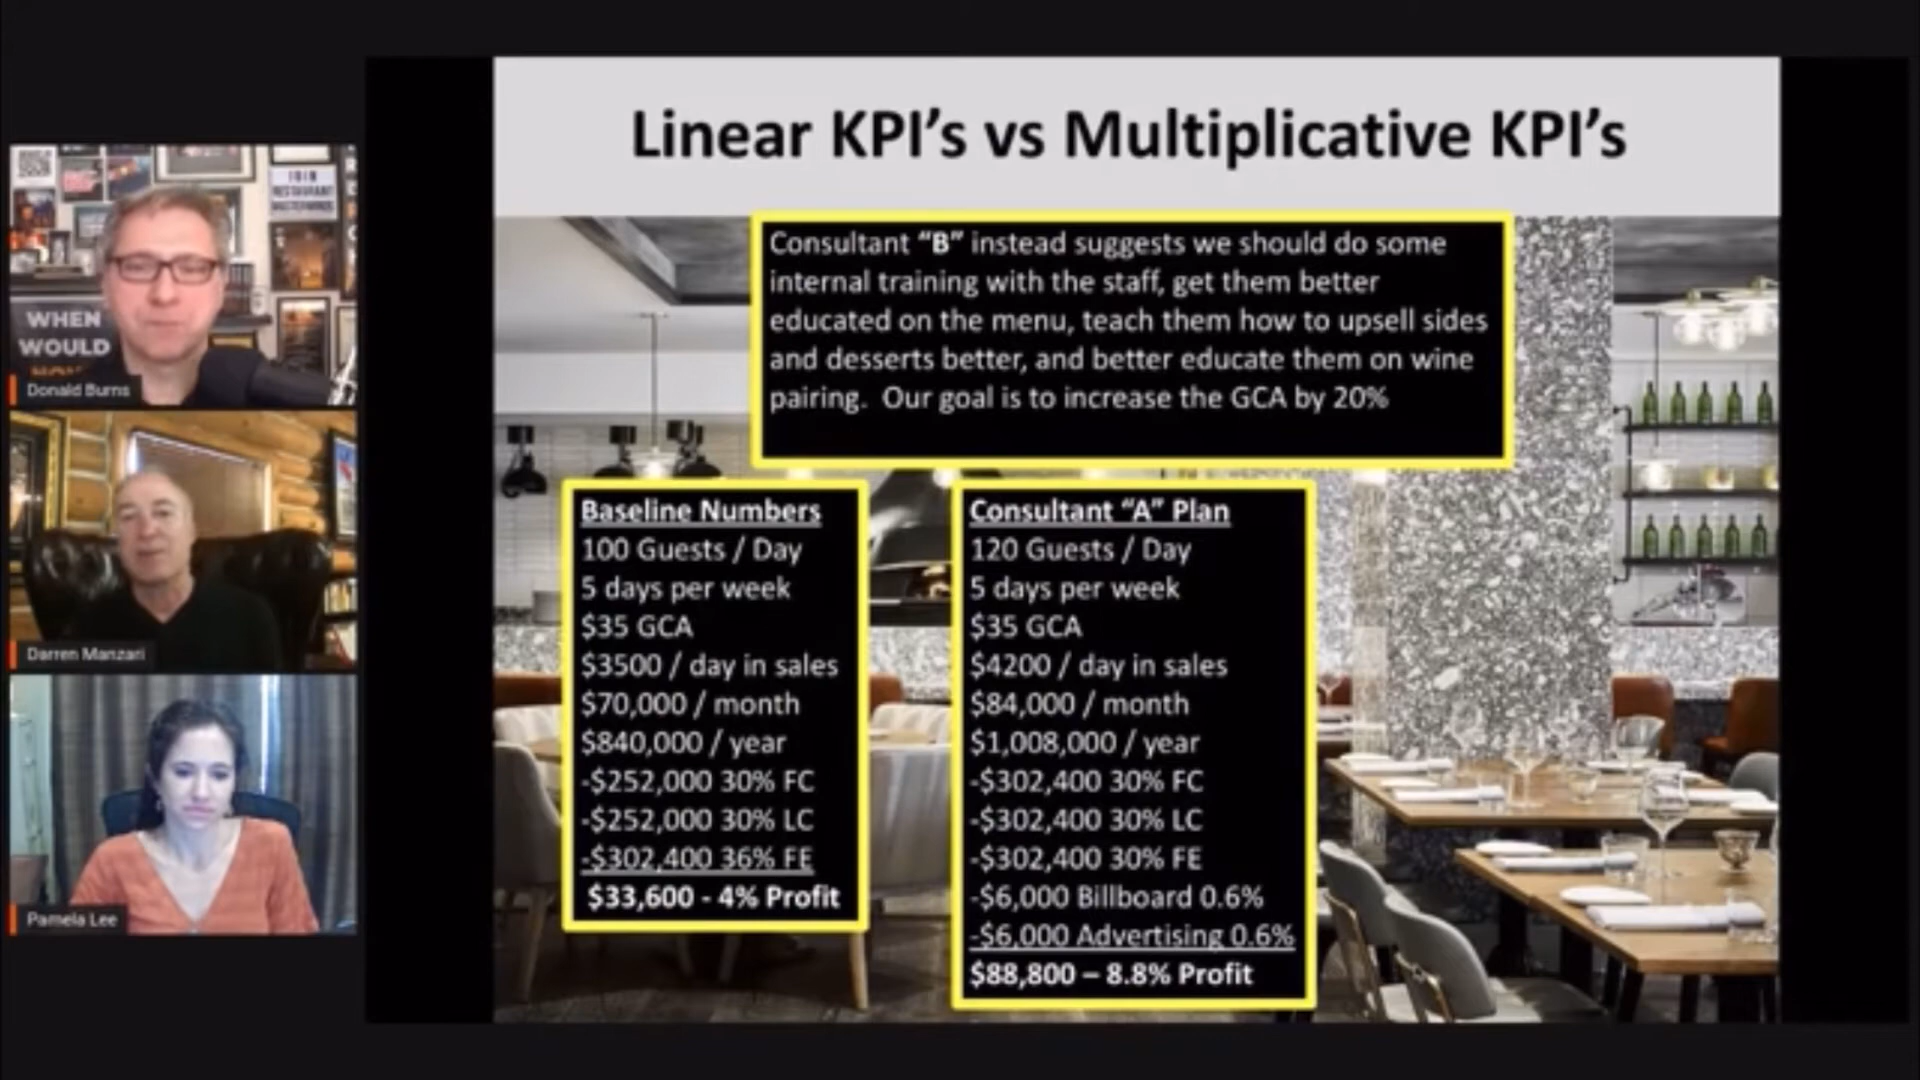 Linear KPI’s vs Multiplicative KPI’s
Consultant “B” instead suggests we should do some
internal training with the staff, get them better
educated on the menu, teach them how to upsell sides
and desserts better, and better educate them on wine
pairing.  Our goal is to increase the GCA by 20%
Baseline Numbers
100 Guests / Day
5 days per week
$35 GCA
$3500 / day in sales
$70,000 / month
$840,000 / year
-$252,000 30% FC
-$252,000 30% LC
-$302,400 36% FE
$33,600 - 4% Profit
Consultant “A” Plan
120 Guests / Day
5 days per week
$35 GCA
$4200 / day in sales
$84,000 / month
$1,008,000 / year
-$302,400 30% FC
-$302,400 30% LC
-$302,400 30% FE
-$6,000 Billboard 0.6%
-$6,000 Advertising 0.6%
$88,800 – 8.8% Profit
JOIN
RESTAURANT
MASTERMINDS
WHEN
WOULD
NOW
Donald Burns
Darren Manzari
Pamela Lee